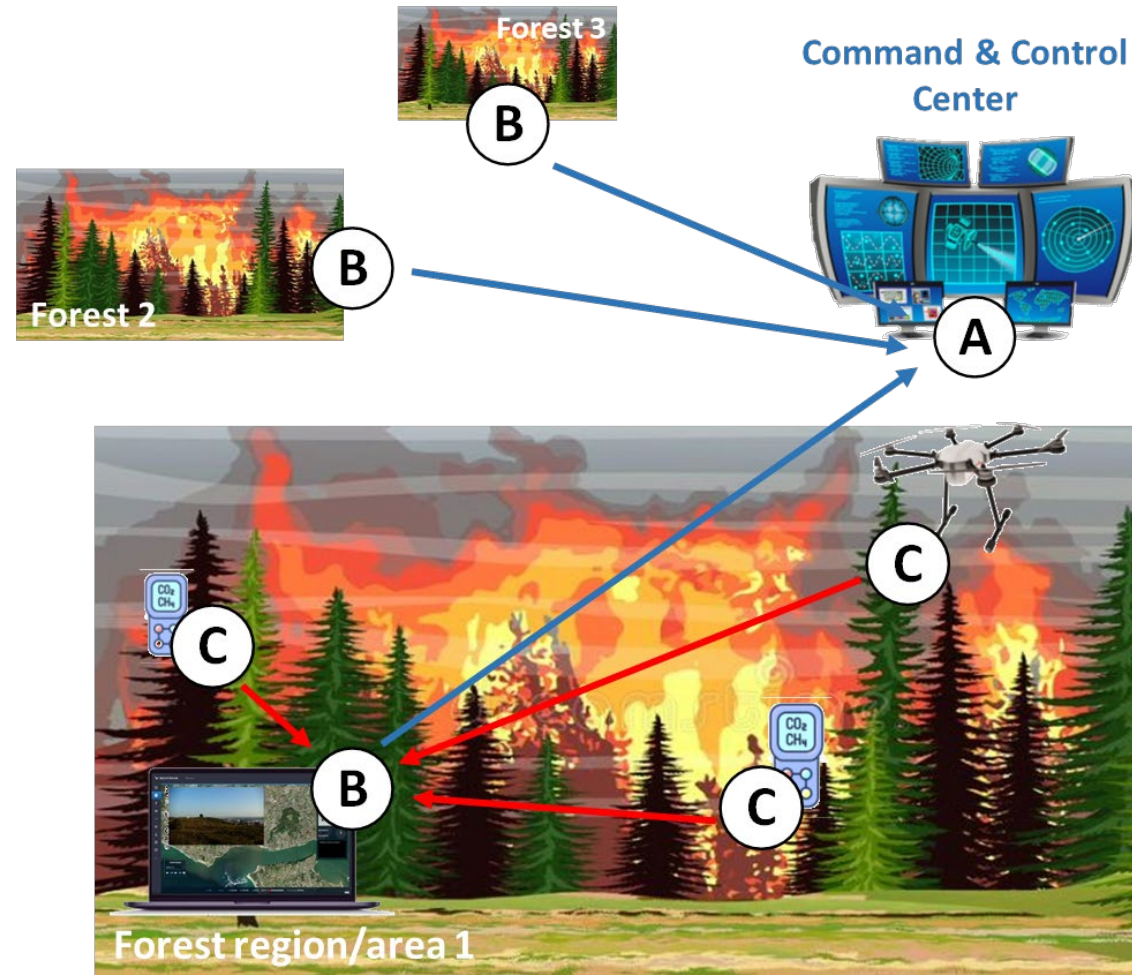 Forest 3
Command & Control
Center
B
B
Forest 2
A
C
CO₂
CH₄
C
CO₂
CH₄
B
C
Forest region/area 1